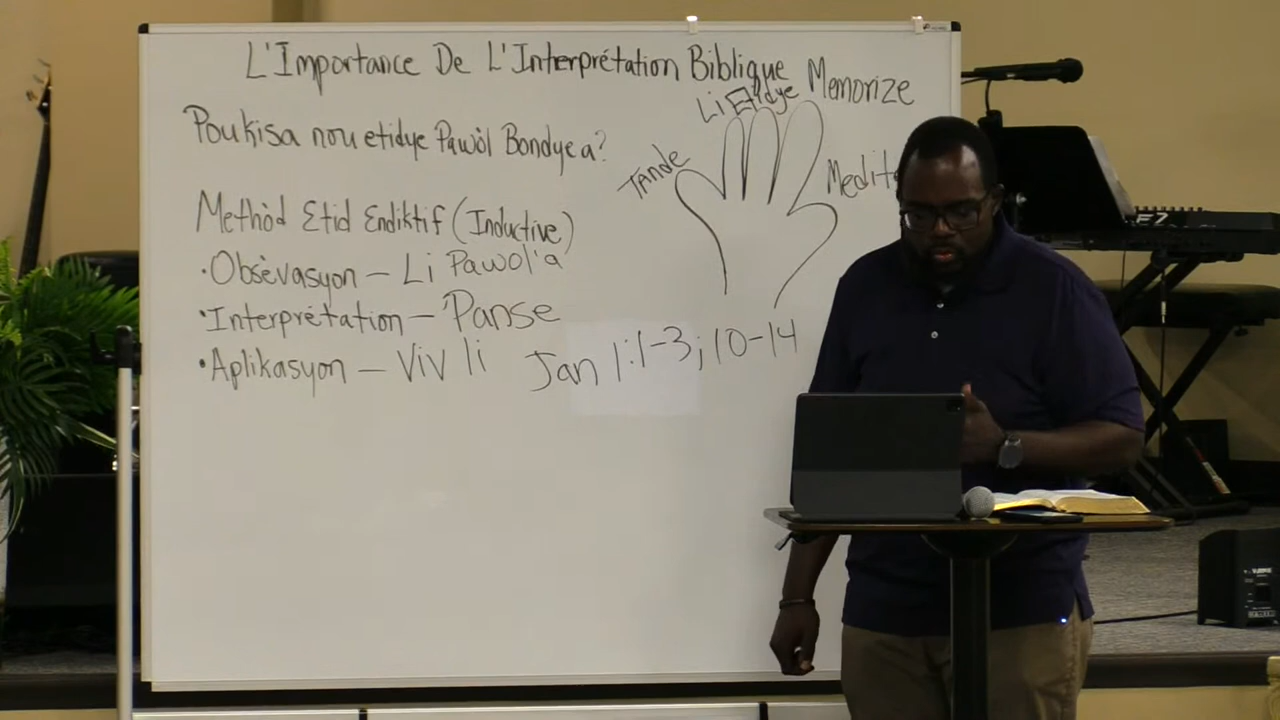 L'Importance De L'Interprétation Biblique
Poukisa nou etidye Pawòl Bondye a?
Tande
Li
Etidye
Memorize
Medite
Methòd Etid Endiktif (Inductive)
•Obsèvasyon – Li Pawòl'a
•Interprétation – Panse
•Aplikasyon – Viv li
Jan 1:1-3; 10-14